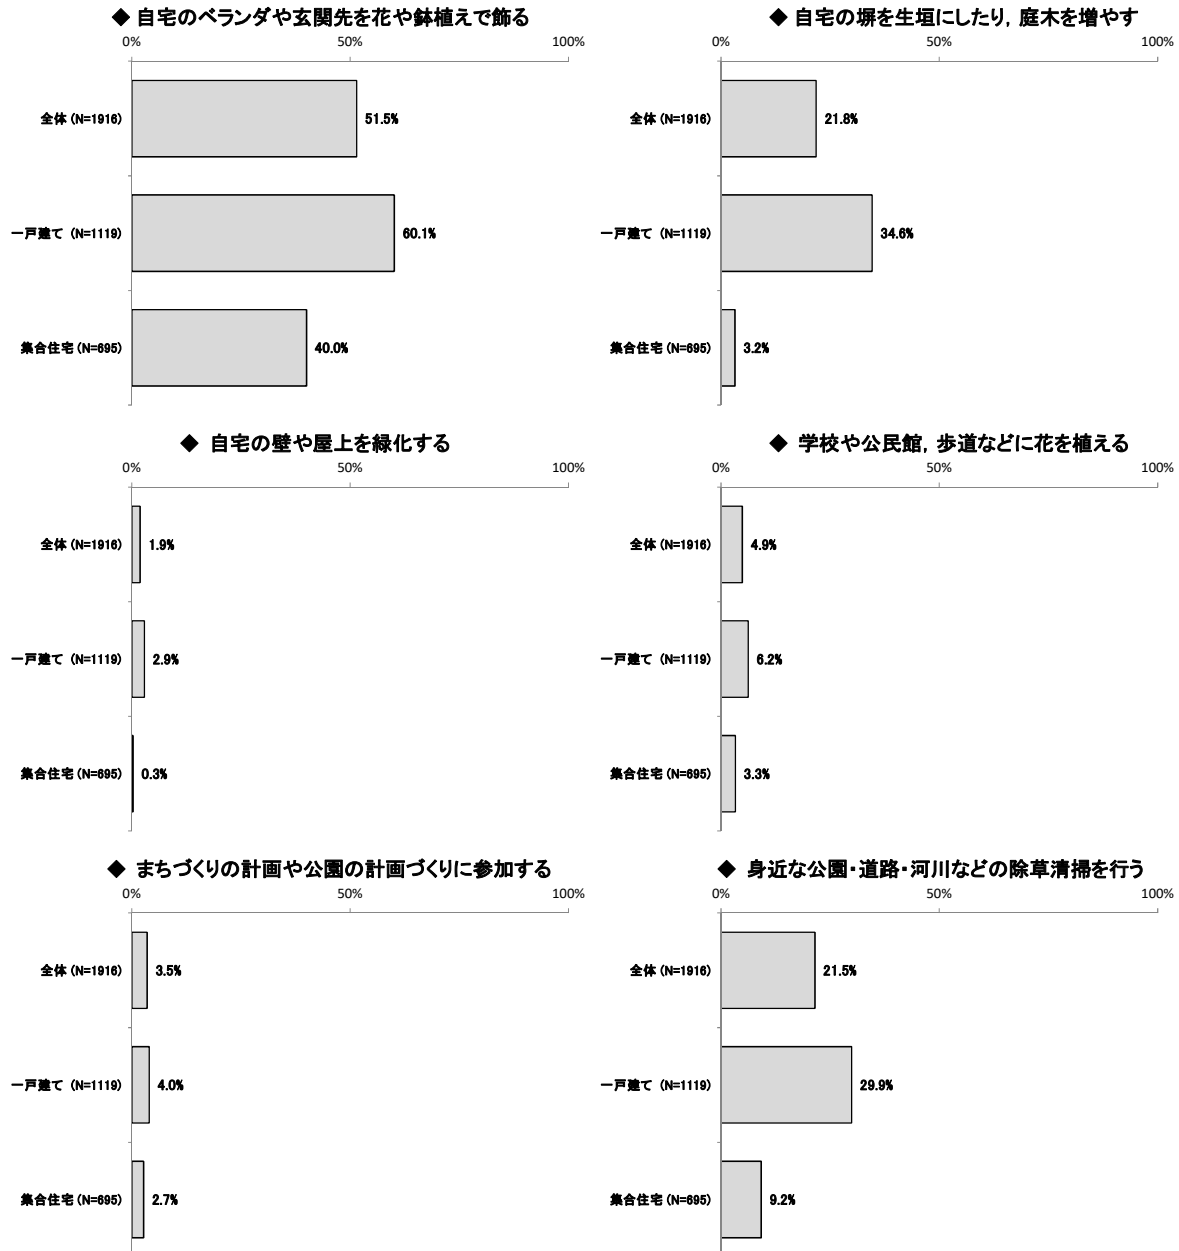 ◆ 自宅のベランダや玄関先を花や鉢植えで飾る
0% 50% 100%
全体(N=1916) 51.5%
一戸建て (N=1119) 60.1%
集合住宅(N=695) 40.0%
◆ 自宅の塀を生垣にしたり，庭木を増やす
0% 50% 100%
全体(N=1916) 21.8%
一戸建て (N=1119) 34.6%
集合住宅(N=695) 3.2%
◆ 自宅の壁や屋上を緑化する
0% 50% 100%
全体(N=1916) 1.9%
一戸建て (N=1119) 2.9%
集合住宅(N=695) 0.3%
◆ 学校や公民館，歩道などに花を植える
0% 50% 100%
全体(N=1916) 4.9%
一戸建て (N=1119) 6.2%
集合住宅(N=695) 3.3%
◆ まちづくりの計画や公園の計画づくりに参加する
0% 50% 100%
全体(N=1916) 3.5%
一戸建て (N=1119) 4.0%
集合住宅(N=695) 2.7%
◆ 身近な公園・道路・河川などの除草清掃を行う
0% 50% 100%
全体(N=1916) 21.5%
一戸建て (N=1119) 29.9%
集合住宅(N=695) 9.2%